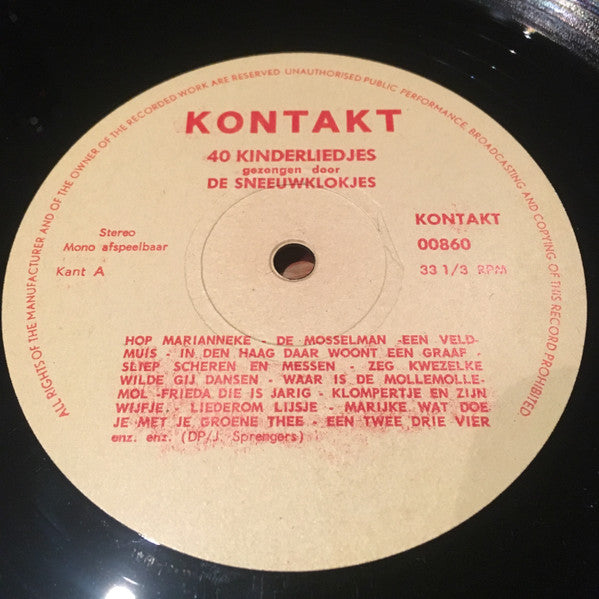 ALL RIGHTS OF THE MANUFACTURER AND OF THE OWNER OF THE RECORDED WORK ARE RESERVED. UNAUTHORISED PUBLIC PERFORMANCE, BROADCASTING AND COPYING OF THIS RECORD PROHIBITED.
KONTAKT
40 KINDERLIEDJES
gezongen door
DE SNEEUWKLOKJES
Stereo
Mono afspeelbaar
Kant A
KONTAKT
00860
33 1/3 RPM
HOP MARIANNEKE - DE MOSSELMAN -EEN VELD-
MUIS - IN DEN HAAG DAAR WOONT EEN GRAAF -
SLIEP SCHEREN EN MESSEN - ZEG KWEZELKE
WILDE GIJ DANSEN - WAAR IS DE MOLLEMOLLE-
MOL -FRIEDA DIE IS JARIG - KLOMPERTJE EN ZIJN
WIJFJE - LIEDEROM LIJSJE - MARIJKE WAT DOE
JE MET JE GROENE THEE - EEN TWEE DRIE VIER
enz. enz. (DP/J. Sprengers)